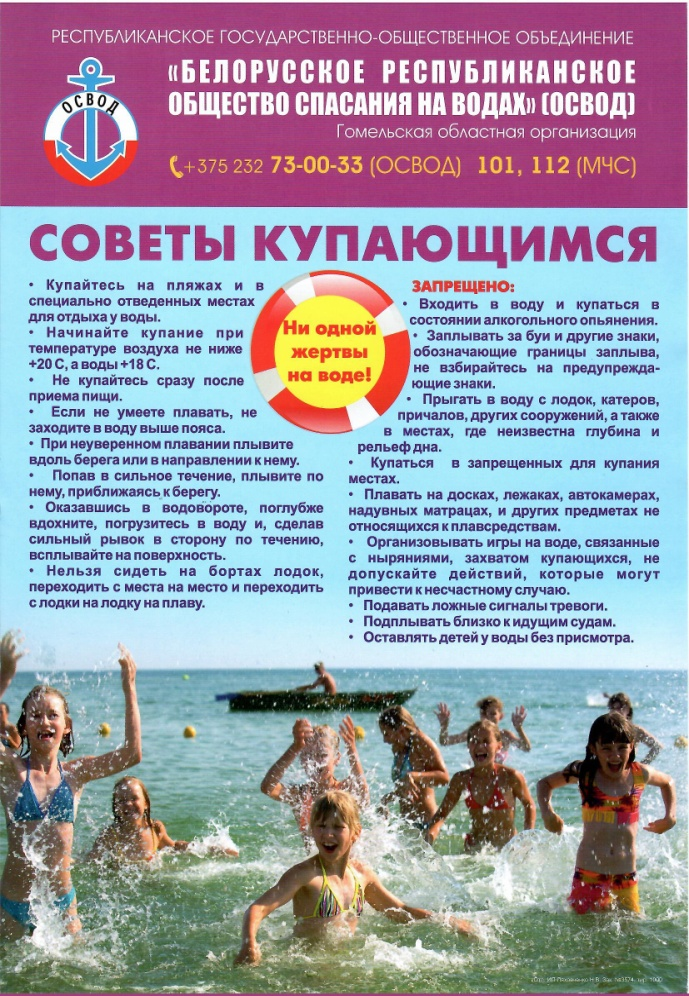 РЕСПУБЛИКАНСКОЕ ГОСУДАРСТВЕННО-ОБЩЕСТВЕННОЕ ОБЪЕДИНЕНИЕ
«БЕЛОРУССКОЕ РЕСПУБЛИКАНСКОЕ
ОБЩЕСТВО СПАСАНИЯ НА ВОДАХ» (ОСВОД)
Гомельская областная организация
+375 232 73-00-33 (ОСВОД) 101, 112 (МЧС)
ОСВОД
СОВЕТЫ КУПАЮЩИМСЯ
• Купайтесь на пляжах и в
специально отведенных местах
для отдыха у воды.
• Начинайте купание при
температуре воздуха не ниже
+20 С, а воды +18 С.
• Не купайтесь сразу после
приема пищи.
• Если не умеете плавать, не
заходите в воду выше пояса.
• При неуверенном плавании плывите
вдоль берега или в направлении к нему.
• Попав в сильное течение, плывите по
нему, приближаясь к берегу.
• Оказавшись в водовороте, поглубже
вдохните, погрузитесь в воду и, сделав
сильный рывок в сторону по течению,
всплывайте на поверхность.
• Нельзя сидеть на бортах лодок,
переходить с места на место и переходить
с лодки на лодку на плаву.
Ни одной
жертвы
на воде!
ЗАПРЕЩЕНО:
• Входить в воду и купаться в
состоянии алкогольного опьянения.
• Заплывать за буи и другие знаки,
обозначающие границы заплыва,
не взбирайтесь на предупрежда-
ющие знаки.
• Прыгать в воду с лодок, катеров,
причалов, других сооружений, а также
в местах, где неизвестна глубина и
рельеф дна.
• Купаться в запрещенных для купания
местах.
• Плавать на досках, лежаках, автокамерах,
надувных матрацах, и других предметах не
относящихся к плавсредствам.
• Организовывать игры на воде, связанные
с ныряниями, захватом купающихся, не
допускайте действий, которые могут
привести к несчастному случаю.
• Подавать ложные сигналы тревоги.
• Подплывать близко к идущим судам.
• Оставлять детей у воды без присмотра.